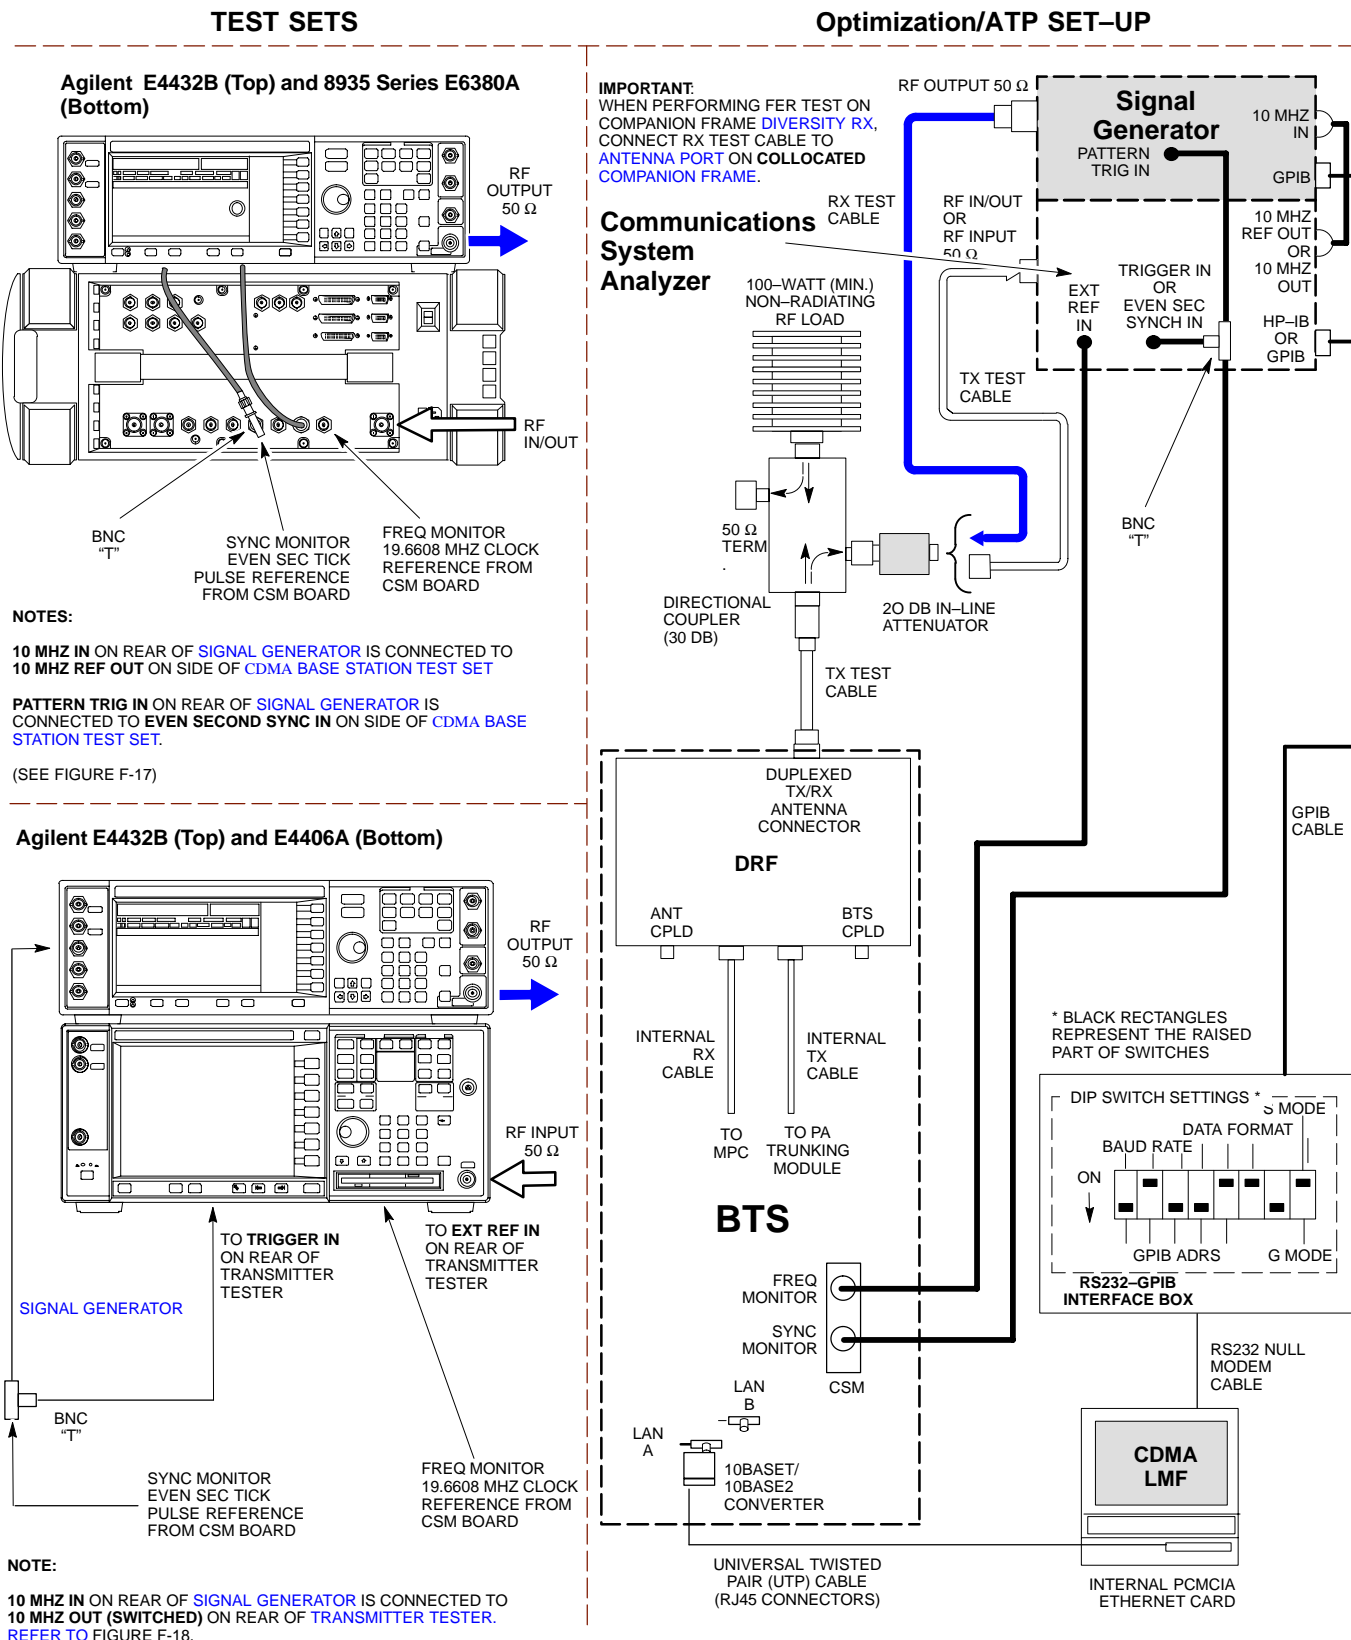 TEST SETS
Optimization/ATP SET–UP
Agilent E4432B (Top) and 8935 Series E6380A
(Bottom)
RF
OUTPUT
50 Ω
RF
IN/OUT
BNC
“T”
SYNC MONITOR
EVEN SEC TICK
PULSE REFERENCE
FROM CSM BOARD
FREQ MONITOR
19.6608 MHZ CLOCK
REFERENCE FROM
CSM BOARD
NOTES:
10 MHZ IN ON REAR OF SIGNAL GENERATOR IS CONNECTED TO
10 MHZ REF OUT ON SIDE OF CDMA BASE STATION TEST SET
PATTERN TRIG IN ON REAR OF SIGNAL GENERATOR IS
CONNECTED TO EVEN SECOND SYNC IN ON SIDE OF CDMA BASE
STATION TEST SET.
(SEE FIGURE F-17)
Agilent E4432B (Top) and E4406A (Bottom)
RF
OUTPUT
50 Ω
RF INPUT
50 Ω
TO TRIGGER IN
ON REAR OF
TRANSMITTER
TESTER
TO EXT REF IN
ON REAR OF
TRANSMITTER
TESTER
SIGNAL GENERATOR
BNC
“T”
SYNC MONITOR
EVEN SEC TICK
PULSE REFERENCE
FROM CSM BOARD
FREQ MONITOR
19.6608 MHZ CLOCK
REFERENCE FROM
CSM BOARD
NOTE:
10 MHZ IN ON REAR OF SIGNAL GENERATOR IS CONNECTED TO
10 MHZ OUT (SWITCHED) ON REAR OF TRANSMITTER TESTER.
REFER TO FIGURE F-18.
IMPORTANT:
WHEN PERFORMING FER TEST ON
COMPANION FRAME DIVERSITY RX,
CONNECT RX TEST CABLE TO
ANTENNA PORT ON COLLOCATED
COMPANION FRAME.
RF OUTPUT 50 Ω
Signal
Generator
PATTERN
TRIG IN
10 MHZ
IN
GPIB
Communications
System
Analyzer
RX TEST
CABLE
RF IN/OUT
OR
RF INPUT
50 Ω
10 MHZ
REF OUT
OR
10 MHZ
OUT
EXT
REF
IN
TRIGGER IN
OR
EVEN SEC
SYNCH IN
HP–IB
OR
GPIB
100–WATT (MIN.)
NON–RADIATING
RF LOAD
TX TEST
CABLE
50 Ω
TERM
.
BNC
“T”
DIRECTIONAL
COUPLER
(30 DB)
2O DB IN–LINE
ATTENUATOR
TX TEST
CABLE
DUPLEXED
TX/RX
ANTENNA
CONNECTOR
DRF
ANT
CPLD
BTS
CPLD
GPIB
CABLE
INTERNAL
RX
CABLE
INTERNAL
TX
CABLE
TO
MPC
TO PA
TRUNKING
MODULE
BTS
* BLACK RECTANGLES
REPRESENT THE RAISED
PART OF SWITCHES
DIP SWITCH SETTINGS *
S MODE
DATA FORMAT
BAUD RATE
ON
GPIB ADRS
G MODE
RS232–GPIB
INTERFACE BOX
FREQ
MONITOR
SYNC
MONITOR
CSM
LAN
B
LAN
A
10BASET/
10BASE2
CONVERTER
RS232 NULL
MODEM
CABLE
CDMA
LMF
UNIVERSAL TWISTED
PAIR (UTP) CABLE
(RJ45 CONNECTORS)
INTERNAL PCMCIA
ETHERNET CARD